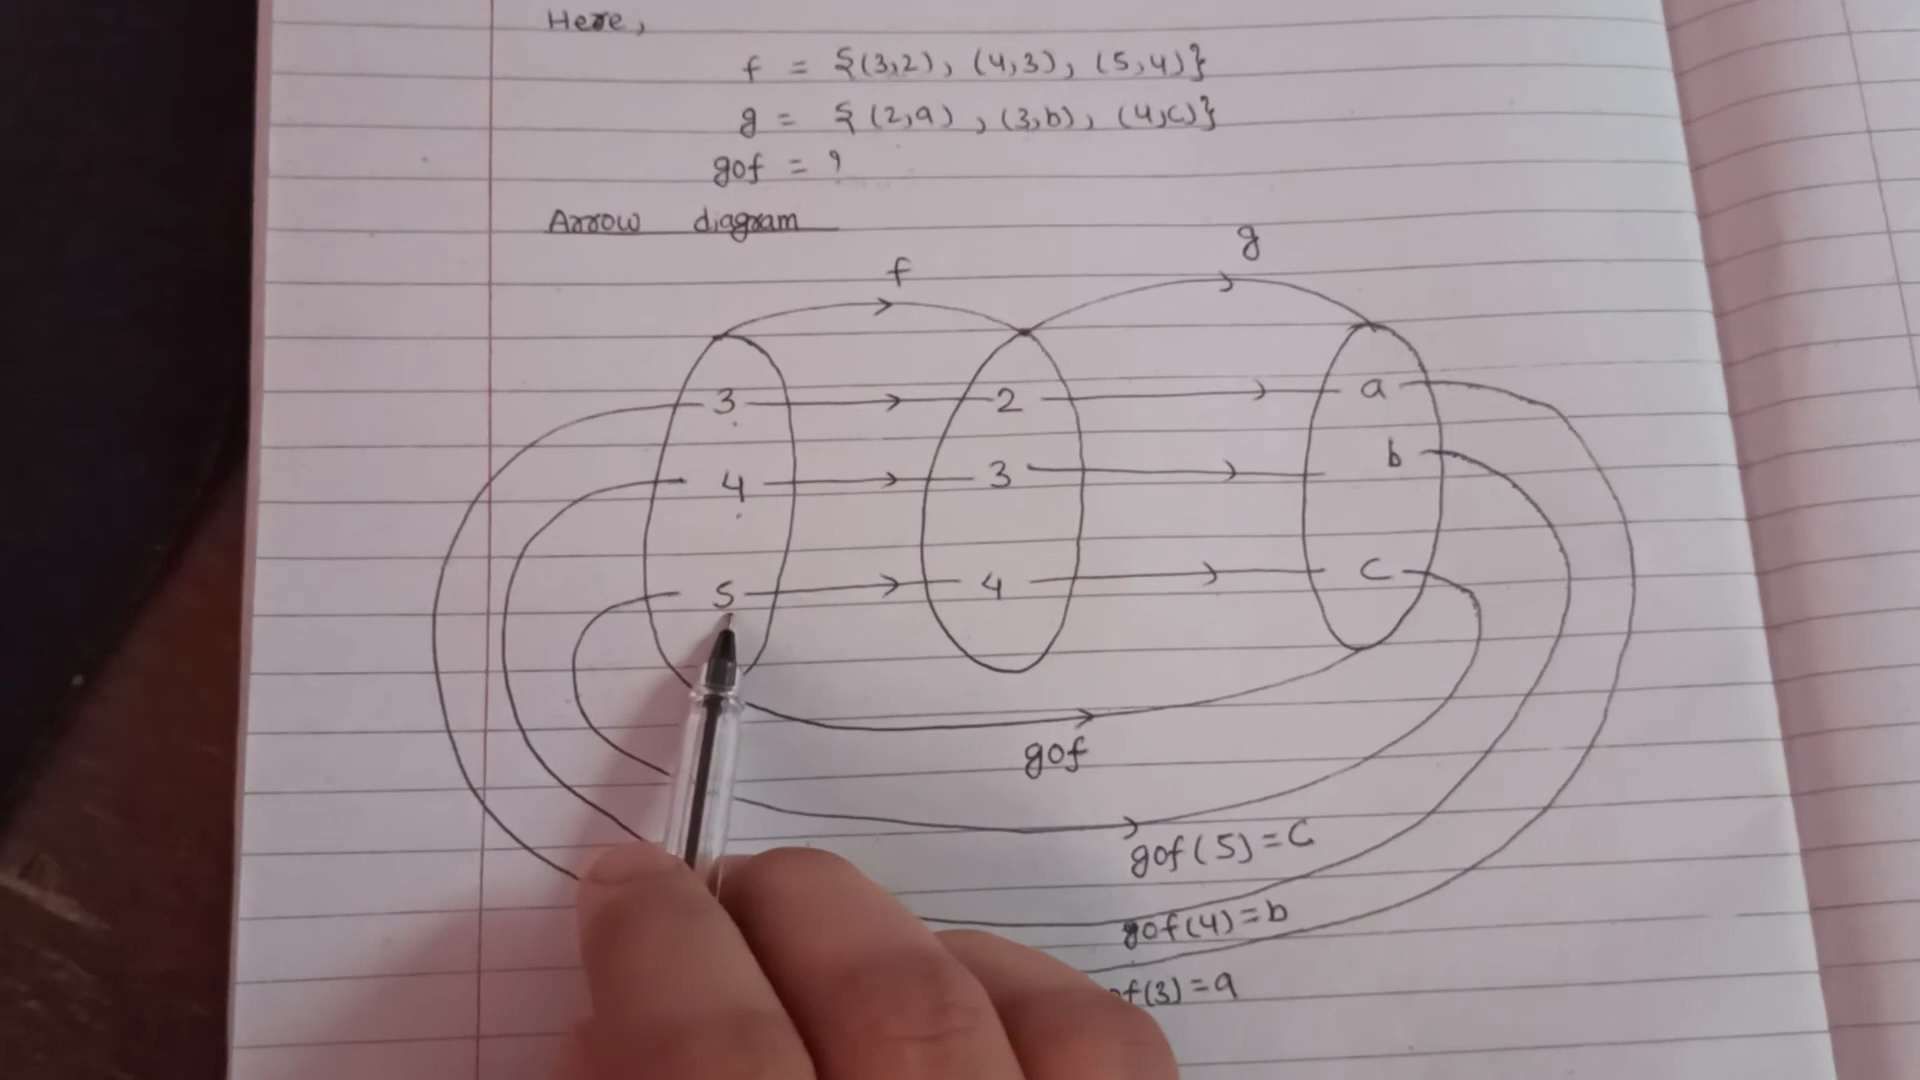 Here,
f = {(3,2), (4,3), (5,4)}
g = {(2,a), (3,b), (4,c)}
gof = ?
Arrow diagram
f g
3 2 a
4 3 b
5 4 c
gof
gof(5)=c
gof(4)=b
of(3)=a